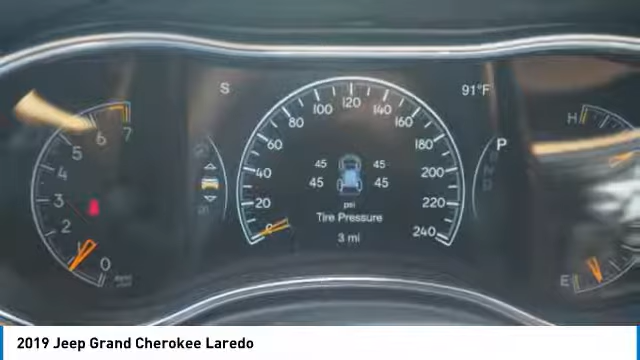 S
91°F
0 20 40 60 80 100 120 140 160 180 200 220 240
0 1 2 3 4 5 6 7
45 45
45 45
psi
Tire Pressure
3 mi
P
H
E
2019 Jeep Grand Cherokee Laredo